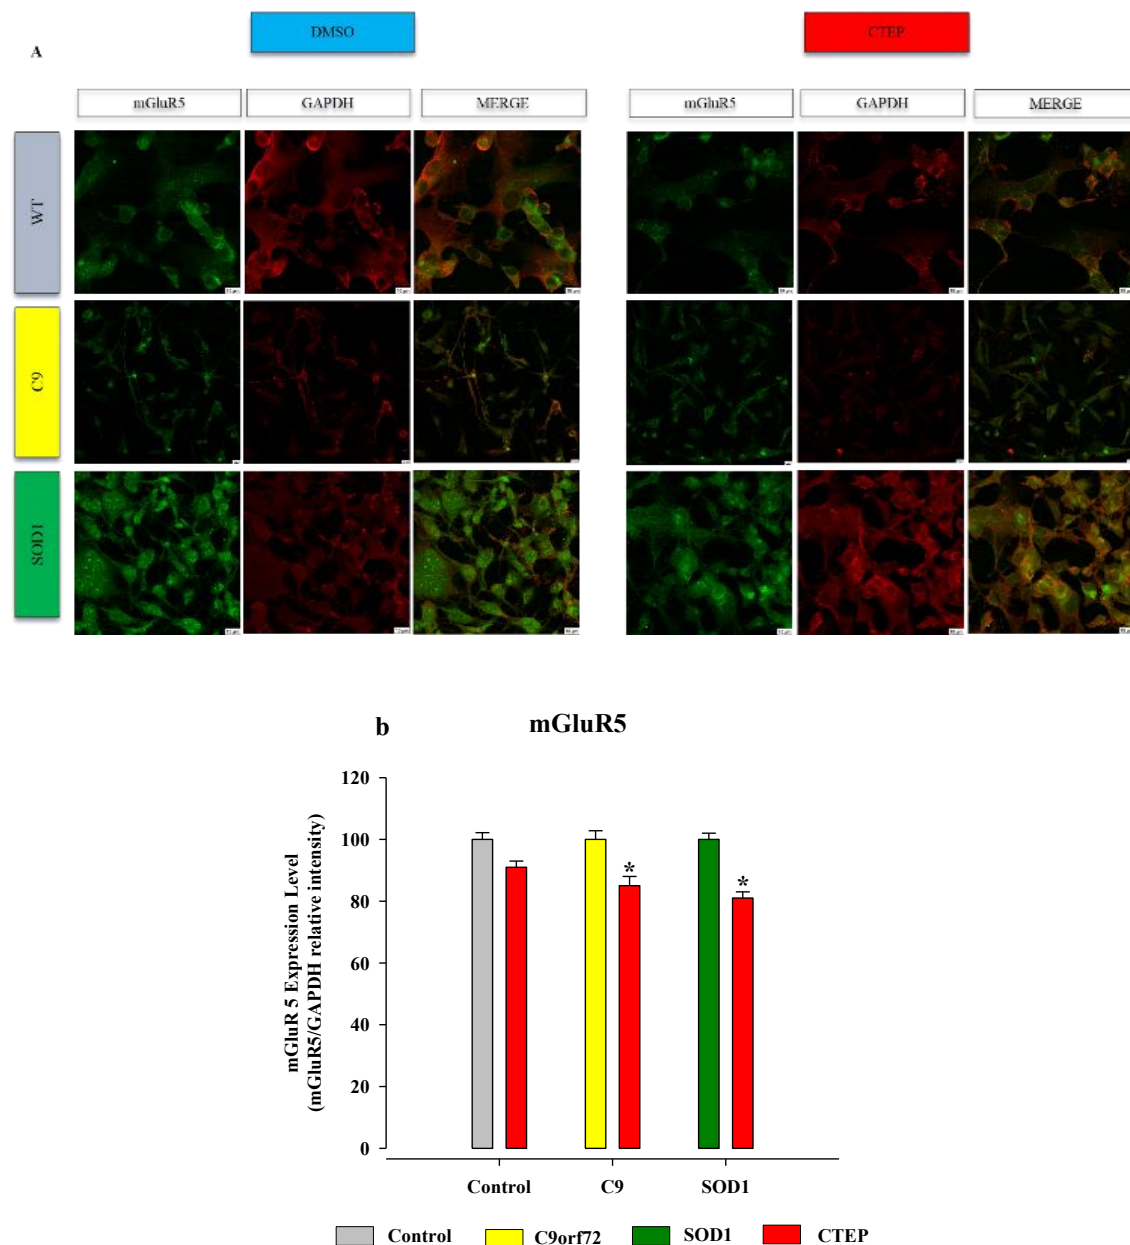 DMSO
CTEP
A
mGluR5
GAPDH
MERGE
mGluR5
GAPDH
MERGE
WT
C9
SOD1
b
mGluR5
mGluR 5 Expression Level
(mGluR5/GAPDH relative intensity)
120
100
80
60
40
20
0
*
*
Control
C9
SOD1
Control
C9orf72
SOD1
CTEP